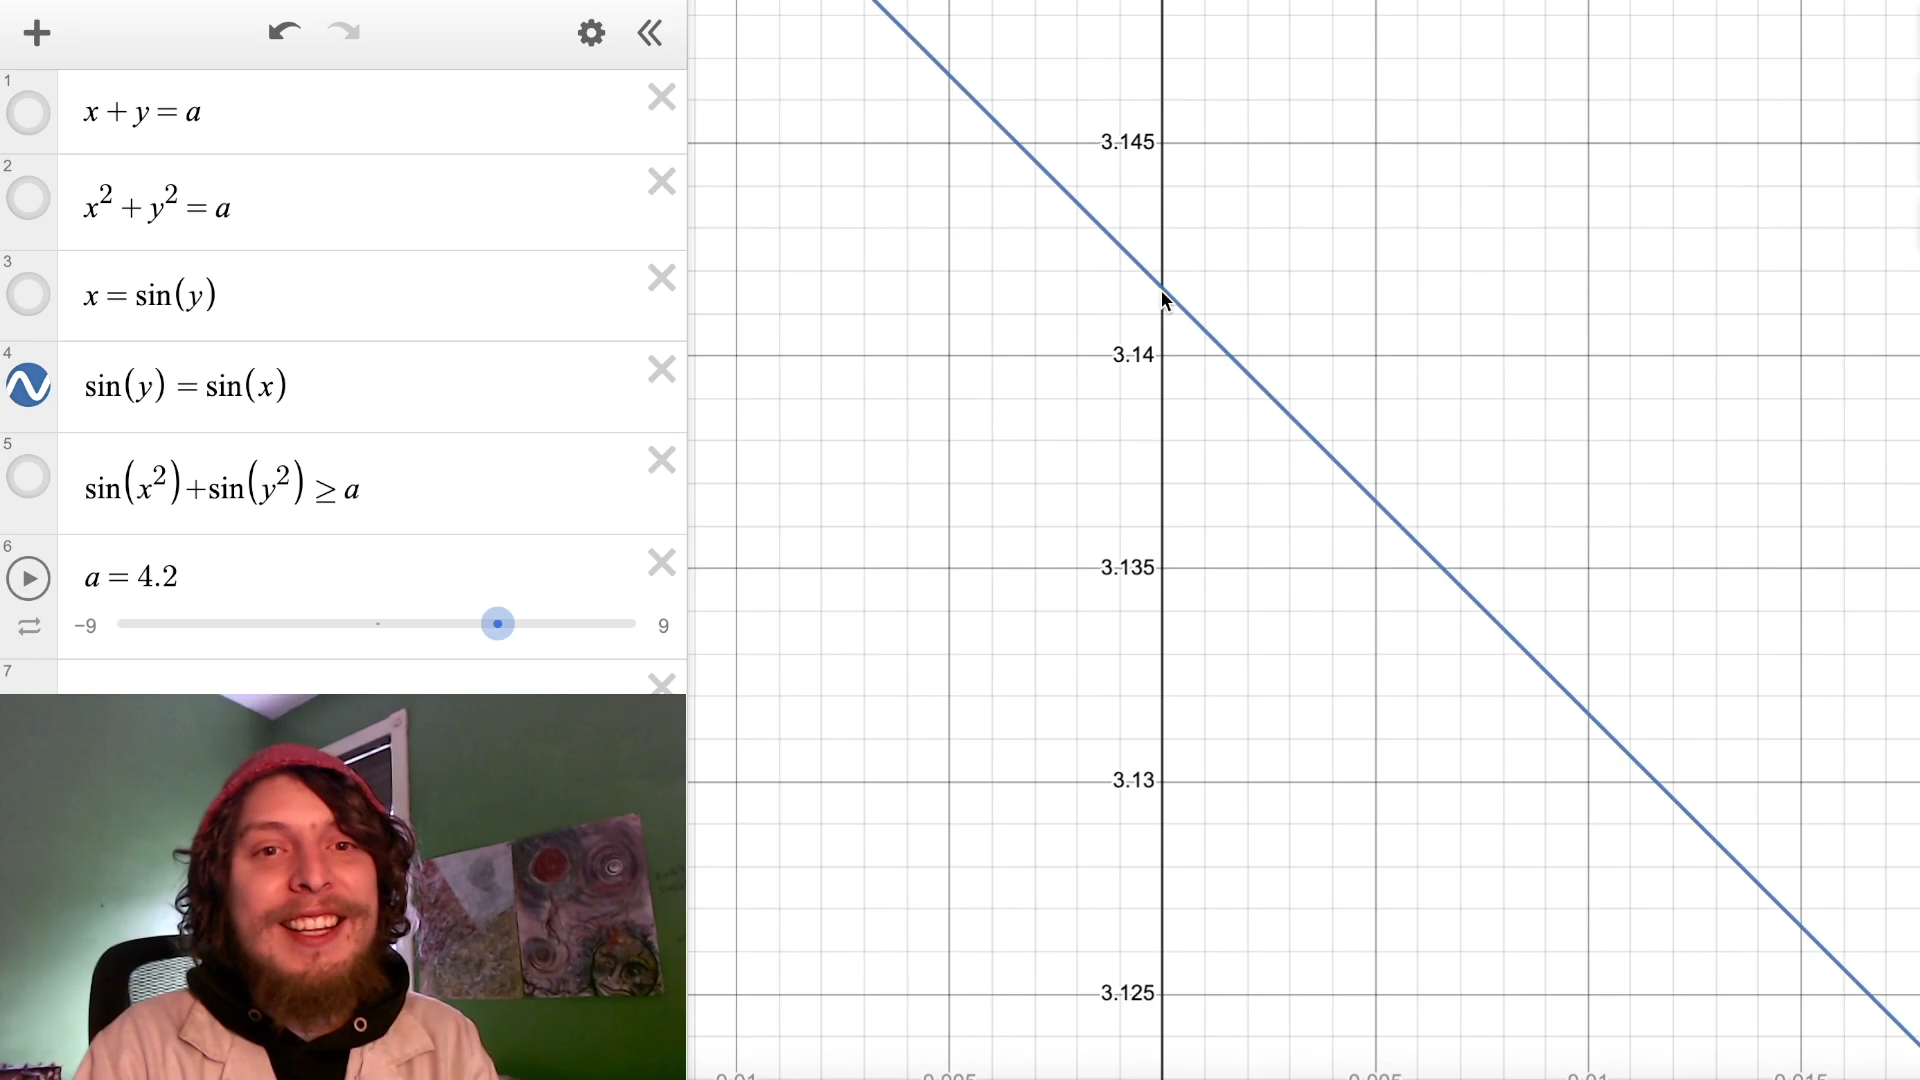 1
x + y = a
2
x² + y² = a
3
x = sin(y)
4
sin(y) = sin(x)
5
sin(x²)+sin(y²) ≥ a
6
a = 4.2
−9
9
7
3.145
3.14
3.135
3.13
3.125